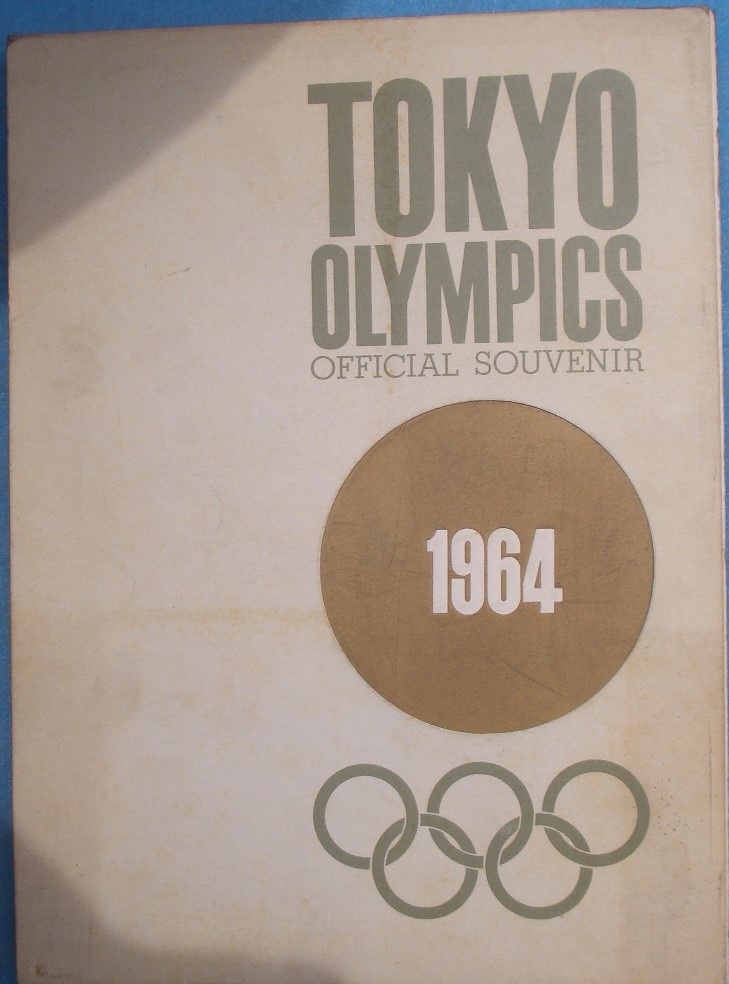 TOKYO
OLYMPICS
OFFICIAL SOUVENIR
1964